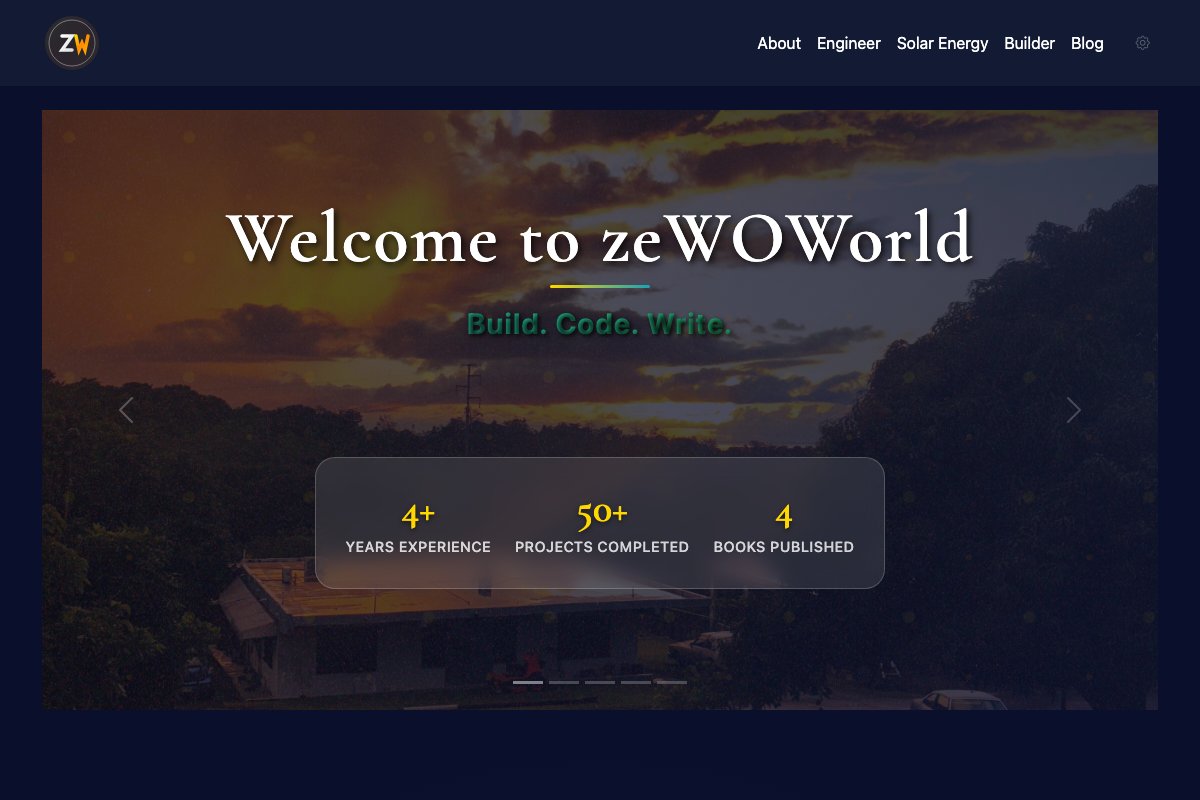 ZW
About Engineer Solar Energy Builder Blog
Welcome to zeWOWorld
Build. Code. Write.
4+ 50+ 4
YEARS EXPERIENCE PROJECTS COMPLETED BOOKS PUBLISHED